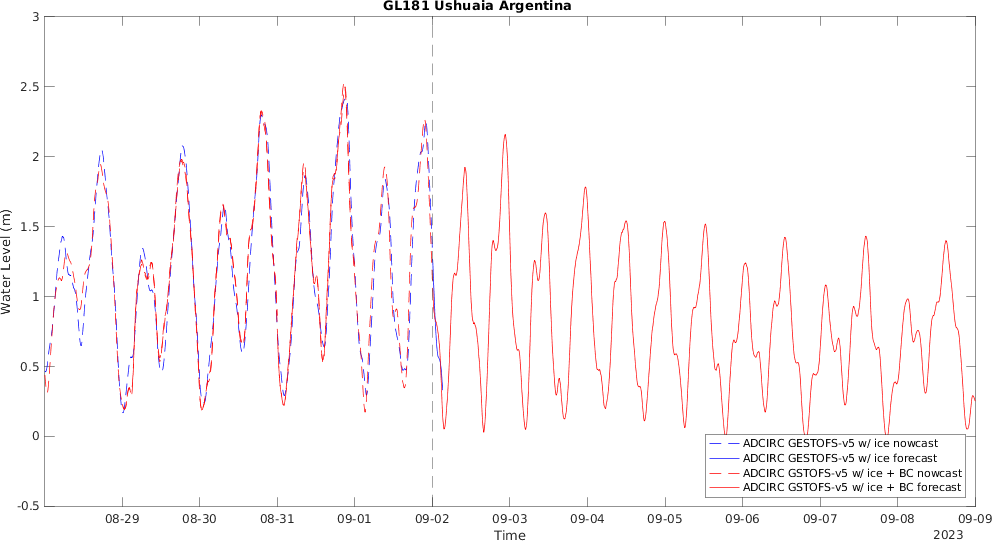 GL181 Ushuaia Argentina
3
2.5
2
1.5
1
0.5
0
-0.5
Water Level (m)
ADCIRC GESTOFS-v5 w/ ice nowcast
ADCIRC GESTOFS-v5 w/ ice forecast
ADCIRC GSTOFS-v5 w/ ice + BC nowcast
ADCIRC GSTOFS-v5 w/ ice + BC forecast
08-29 08-30 08-31 09-01 09-02 09-03 09-04 09-05 09-06 09-07 09-08 09-09
Time
2023